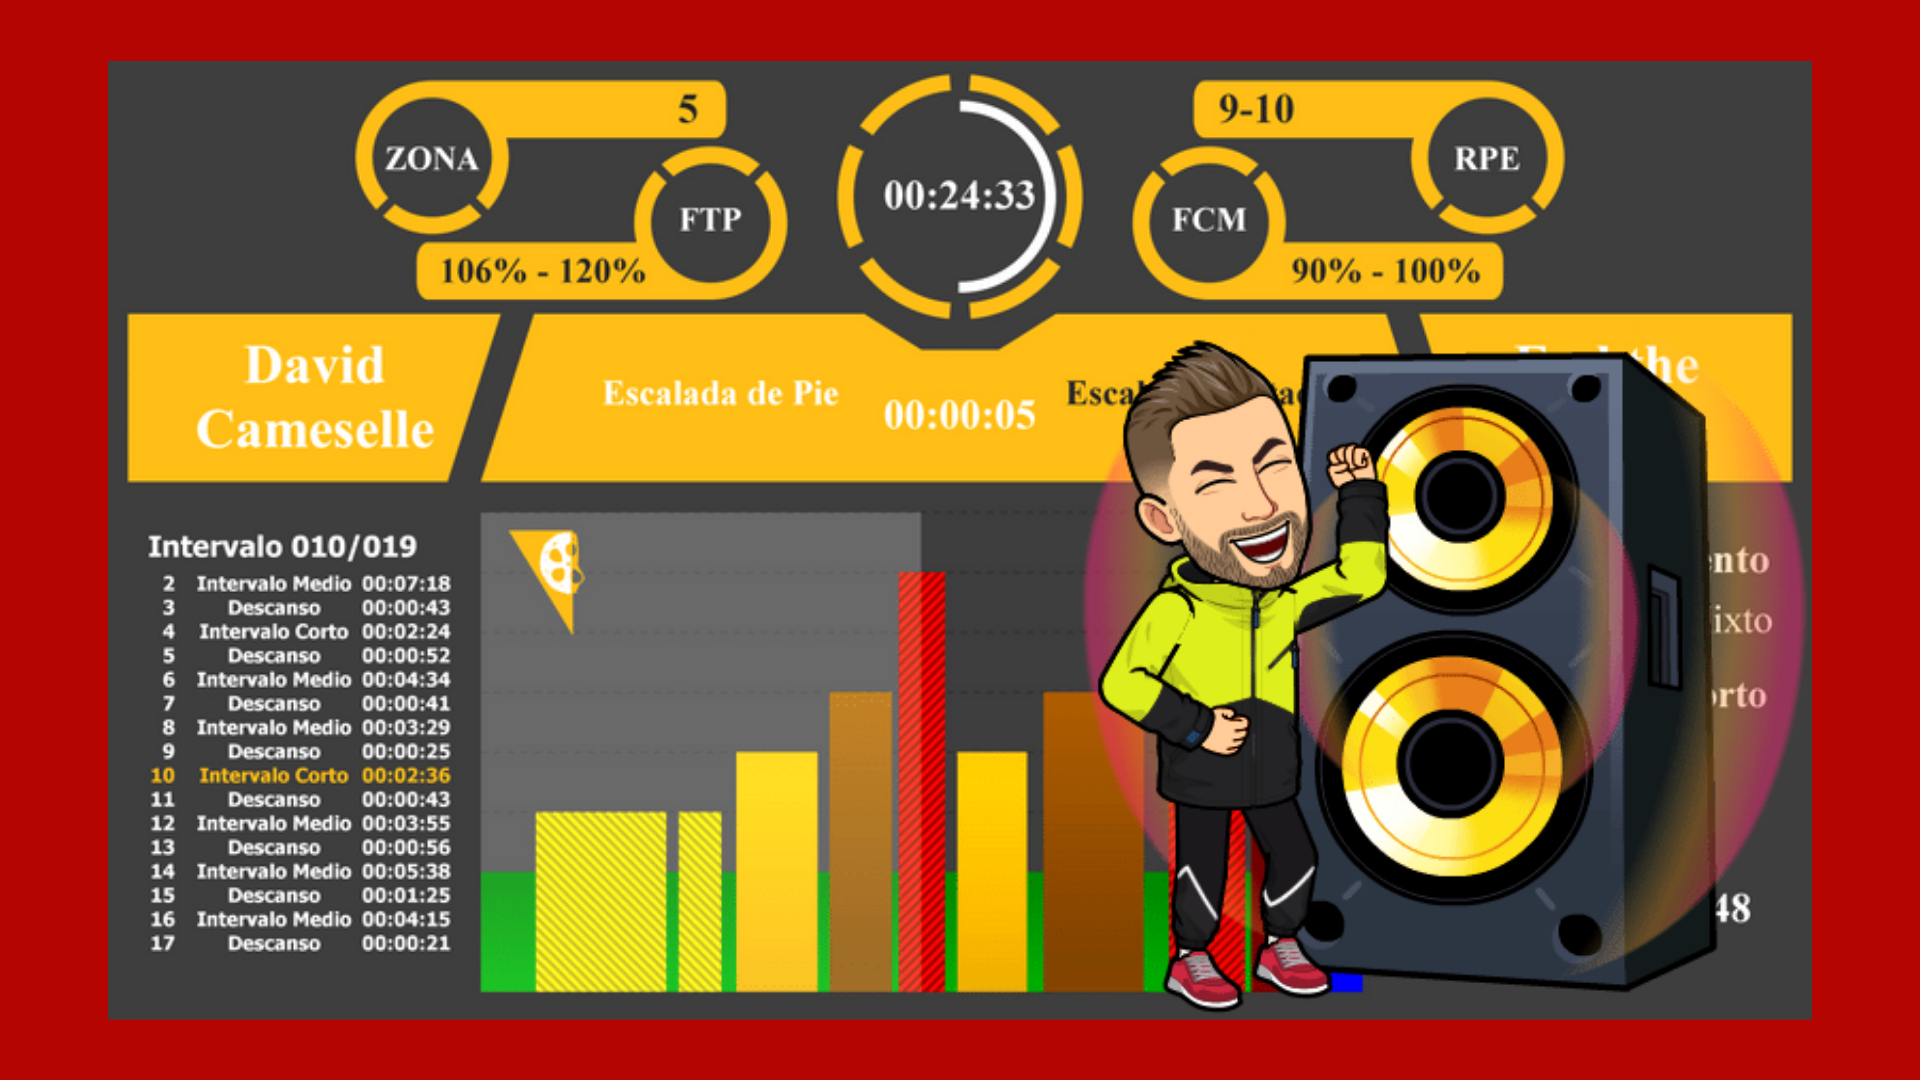 ZONA
5
FTP
106% - 120%
00:24:33
9-10
RPE
FCM
90% - 100%
David
Cameselle
Escalada de Pie
00:00:05
Intervalo 010/019
2 Intervalo Medio 00:07:18
3 Descanso 00:00:43
4 Intervalo Corto 00:02:24
5 Descanso 00:00:52
6 Intervalo Medio 00:04:34
7 Descanso 00:00:41
8 Intervalo Medio 00:03:29
9 Descanso 00:00:25
10 Intervalo Corto 00:02:36
11 Descanso 00:00:43
12 Intervalo Medio 00:03:55
13 Descanso 00:00:56
14 Intervalo Medio 00:05:38
15 Descanso 00:01:25
16 Intervalo Medio 00:04:15
17 Descanso 00:00:21
48